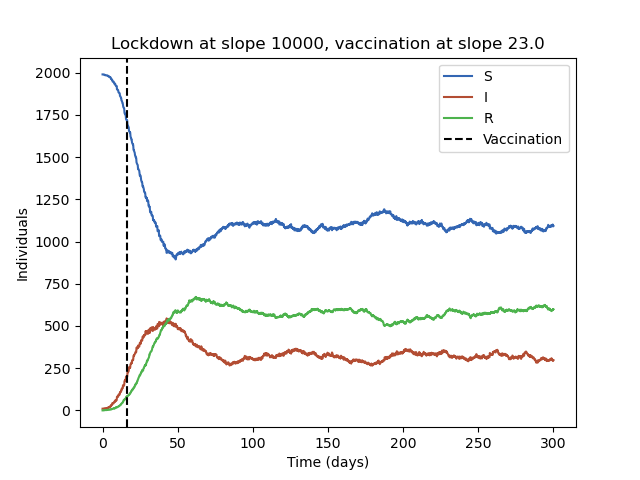 Lockdown at slope 10000, vaccination at slope 23.0
S
I
R
Vaccination
2000
1750
1500
1250
1000
750
500
250
0
Individuals
0 50 100 150 200 250 300
Time (days)